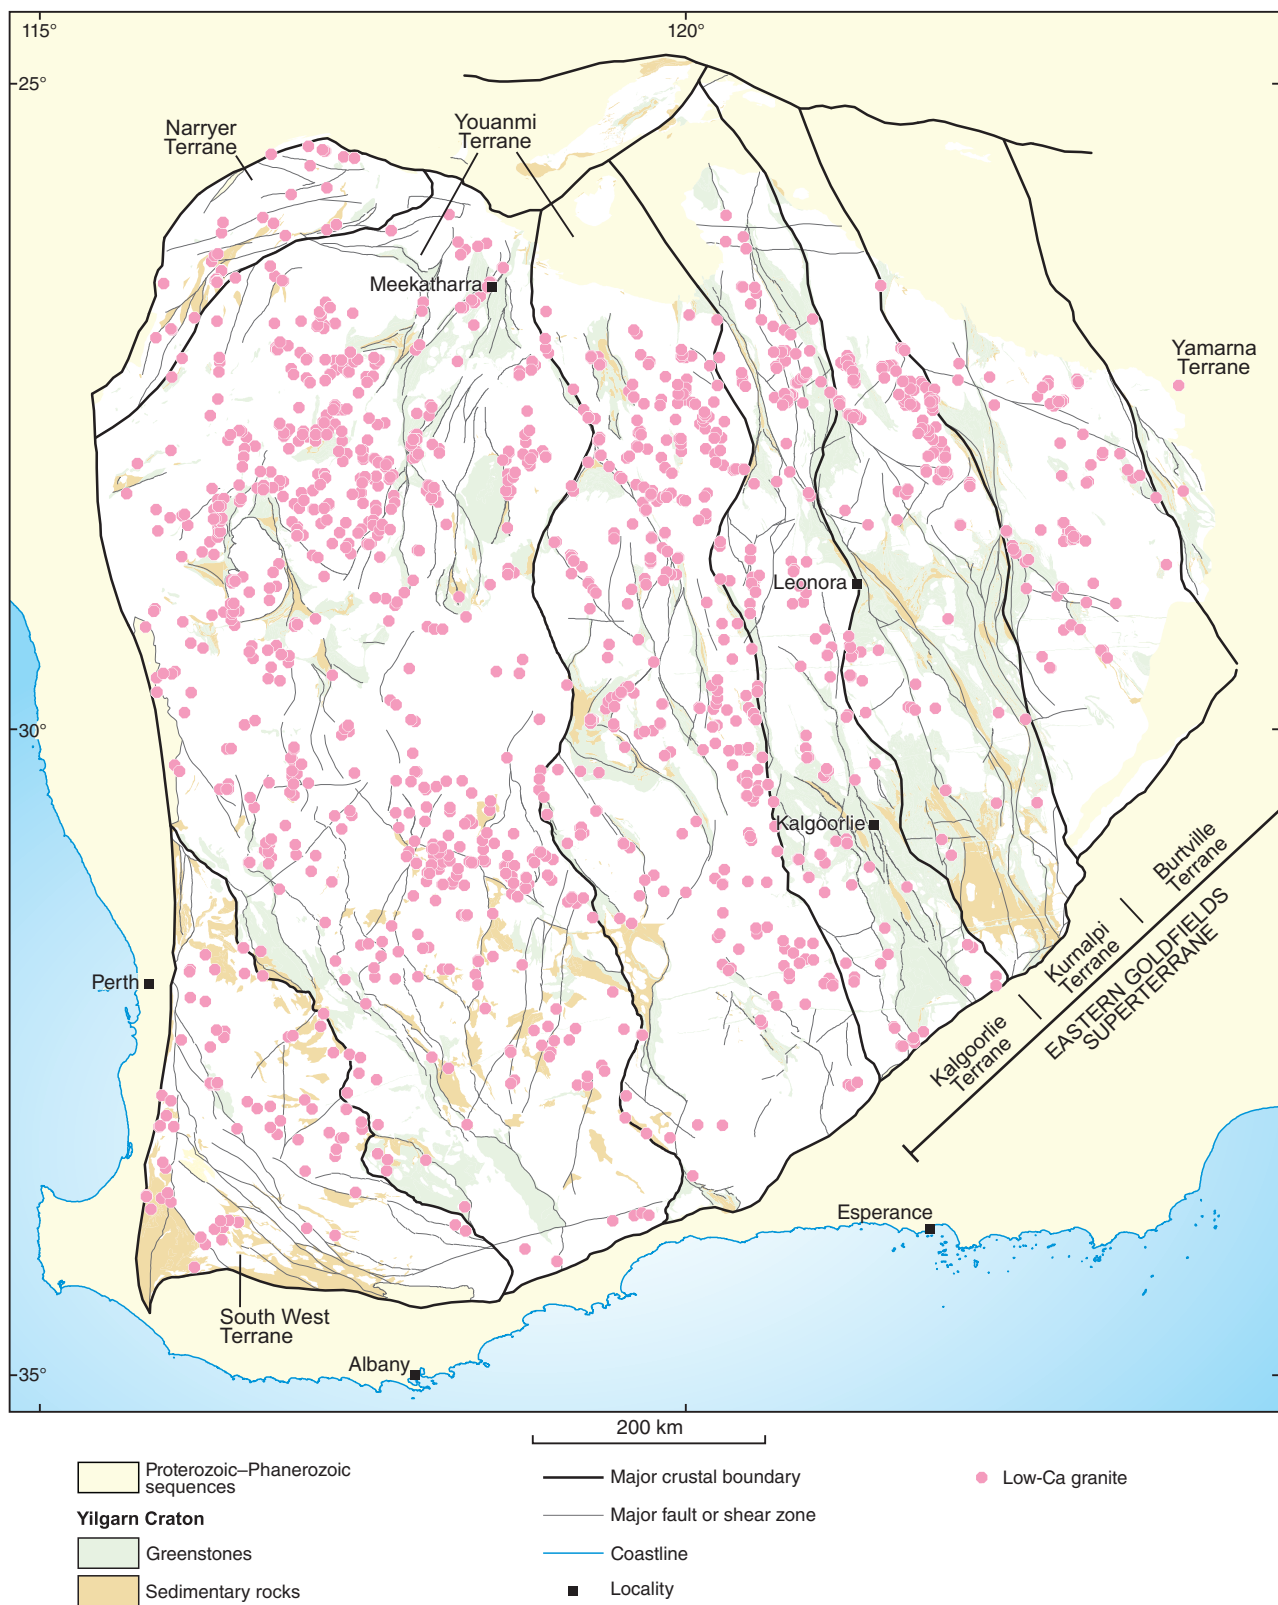 115°
120°
25°
Narryer
Terrane
Youanmi
Terrane
Meekatharra
Yamarna
Terrane
Leonora
30°
Kalgoorlie
Burtville
Terrane
Kurnalpi
Terrane
Kalgoorlie
Terrane
EASTERN GOLDFIELDS
SUPERTERRANE
Perth
Esperance
South West
Terrane
Albany
35°
200 km
Proterozoic–Phanerozoic
sequences
Yilgarn Craton
Greenstones
Sedimentary rocks
Major crustal boundary
Major fault or shear zone
Coastline
Locality
Low-Ca granite